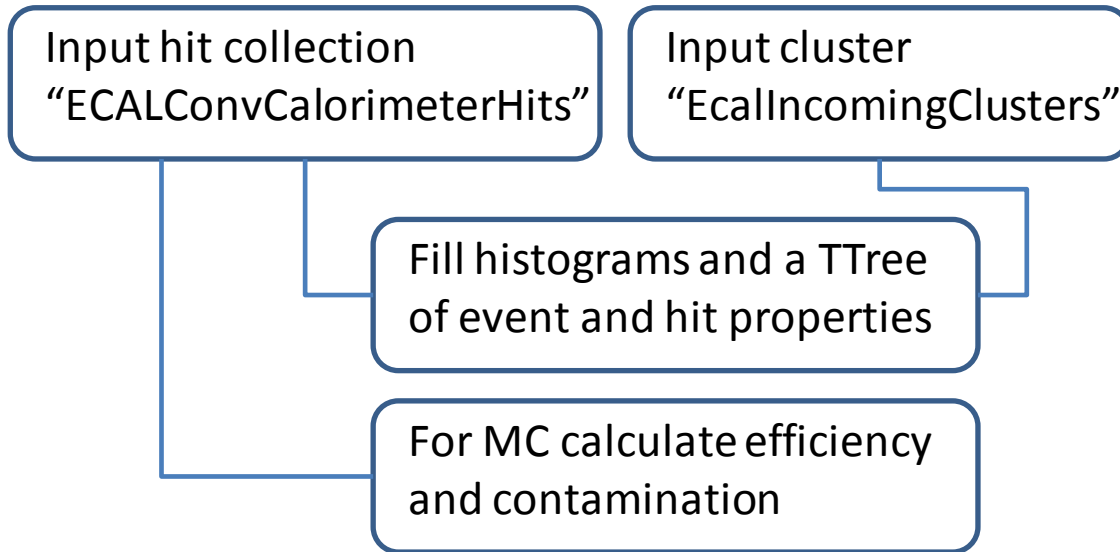 Input hit collection
“ECALConvCalorimeterHits”
Input cluster
“EcalIncomingClusters”
Fill histograms and a TTree
of event and hit properties
For MC calculate efficiency
and contamination